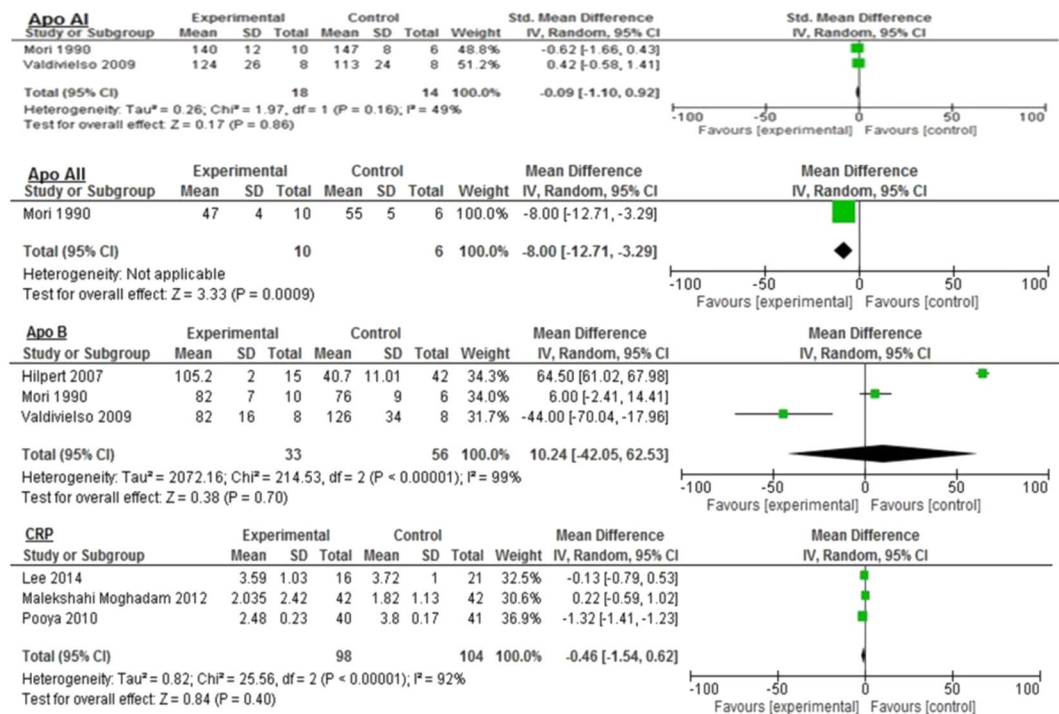 Apo AI
Experimental Control Std. Mean Difference Std. Mean Difference
Study or Subgroup Mean SD Total Mean SD Total Weight IV, Random, 95% CI IV, Random, 95% CI
Mori 1990 140 12 10 147 8 6 48.8% -0.62 [-1.66, 0.43]
Valdivielso 2009 124 26 8 113 24 8 51.2% 0.42 [-0.58, 1.41]
Total (95% CI) 18 14 100.0% -0.09 [-1.10, 0.92]
Heterogeneity: Tau² = 0.26; Chi² = 1.97, df = 1 (P = 0.16); I² = 49%
Test for overall effect: Z = 0.17 (P = 0.86)
-100 -50 0 50 100
Favours [experimental] Favours [control]
Apo AII
Experimental Control Mean Difference Mean Difference
Study or Subgroup Mean SD Total Mean SD Total Weight IV, Random, 95% CI IV, Random, 95% CI
Mori 1990 47 4 10 55 5 6 100.0% -8.00 [-12.71, -3.29]
Total (95% CI) 10 6 100.0% -8.00 [-12.71, -3.29]
Heterogeneity: Not applicable
Test for overall effect: Z = 3.33 (P = 0.0009)
-100 -50 0 50 100
Favours [experimental] Favours [control]
Apo B
Experimental Control Mean Difference Mean Difference
Study or Subgroup Mean SD Total Mean SD Total Weight IV, Random, 95% CI IV, Random, 95% CI
Hilpert 2007 105.2 2 15 40.7 11.01 42 34.3% 64.50 [61.02, 67.98]
Mori 1990 82 7 10 76 9 6 34.0% 6.00 [-2.41, 14.41]
Valdivielso 2009 82 16 8 126 34 8 31.7% -44.00 [-70.04, -17.96]
Total (95% CI) 33 56 100.0% 10.24 [-42.05, 62.53]
Heterogeneity: Tau² = 2072.16; Chi² = 214.53, df = 2 (P < 0.00001); I² = 99%
Test for overall effect: Z = 0.38 (P = 0.70)
-100 -50 0 50 100
Favours [experimental] Favours [control]
CRP
Experimental Control Mean Difference Mean Difference
Study or Subgroup Mean SD Total Mean SD Total Weight IV, Random, 95% CI IV, Random, 95% CI
Lee 2014 3.59 1.03 16 3.72 1 21 32.5% -0.13 [-0.79, 0.53]
Malekshahi Moghadam 2012 2.035 2.42 42 1.82 1.13 42 30.6% 0.22 [-0.59, 1.02]
Pooya 2010 2.48 0.23 40 3.8 0.17 41 36.9% -1.32 [-1.41, -1.23]
Total (95% CI) 98 104 100.0% -0.46 [-1.54, 0.62]
Heterogeneity: Tau² = 0.82; Chi² = 25.56, df = 2 (P < 0.00001); I² = 92%
Test for overall effect: Z = 0.84 (P = 0.40)
-100 -50 0 50 100
Favours [experimental] Favours [control]